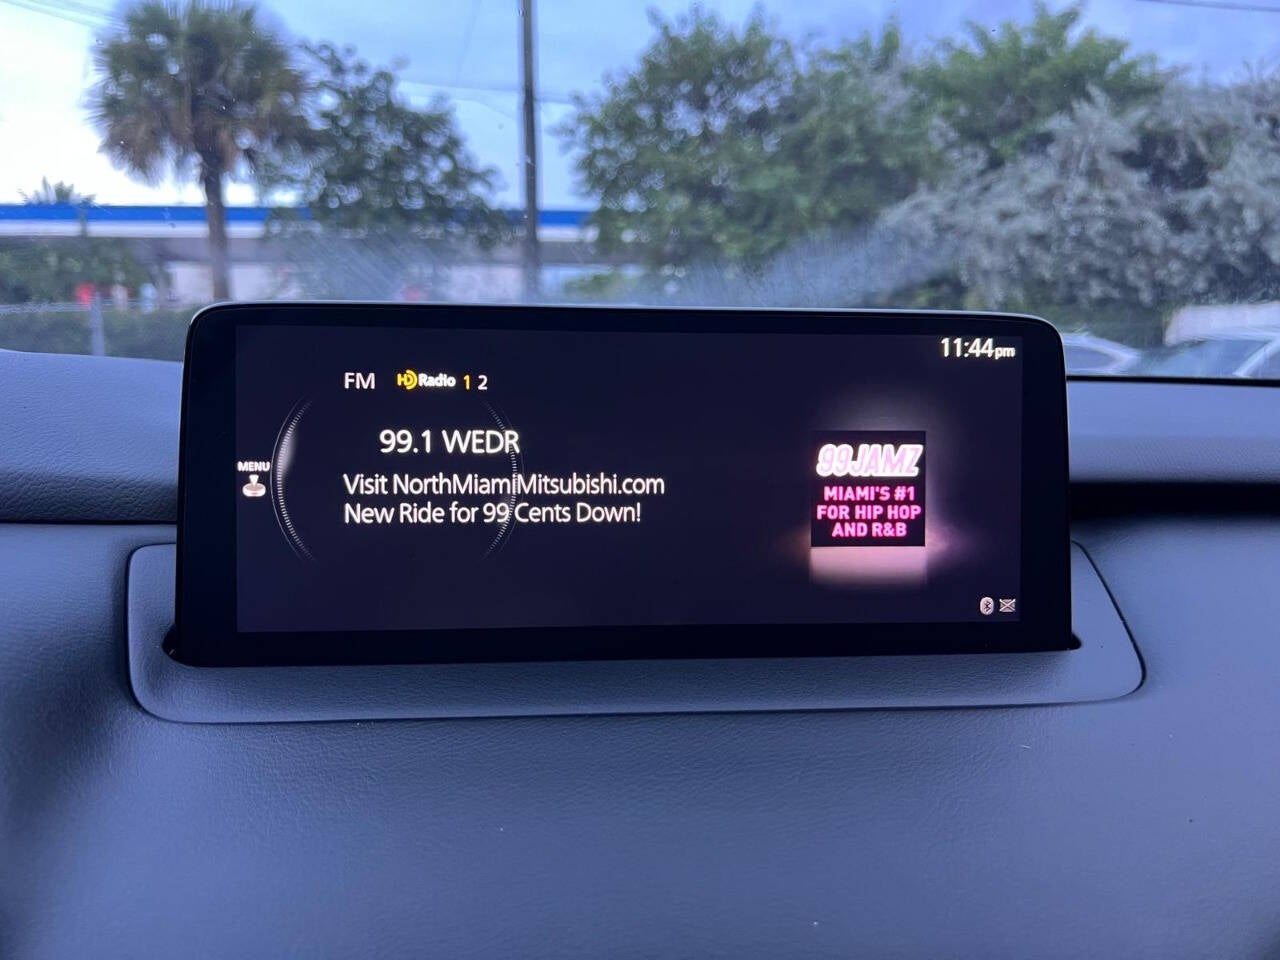 11:44pm
FM HD Radio 1 2
99.1 WEDR
MENU
Visit NorthMiamiMitsubishi.com
New Ride for 99 Cents Down!
99JAMZ
MIAMI'S #1
FOR HIP HOP
AND R&B